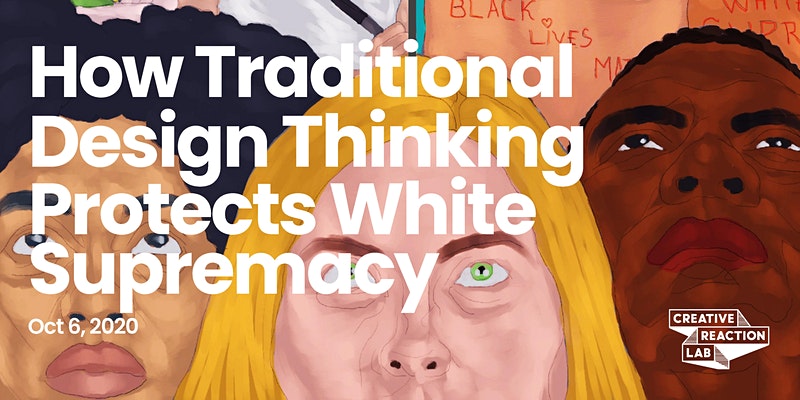 BLACK
LIVES
How Traditional
Design Thinking
Protects White
Supremacy
Oct 6, 2020
CREATIVE
REACTION
LAB